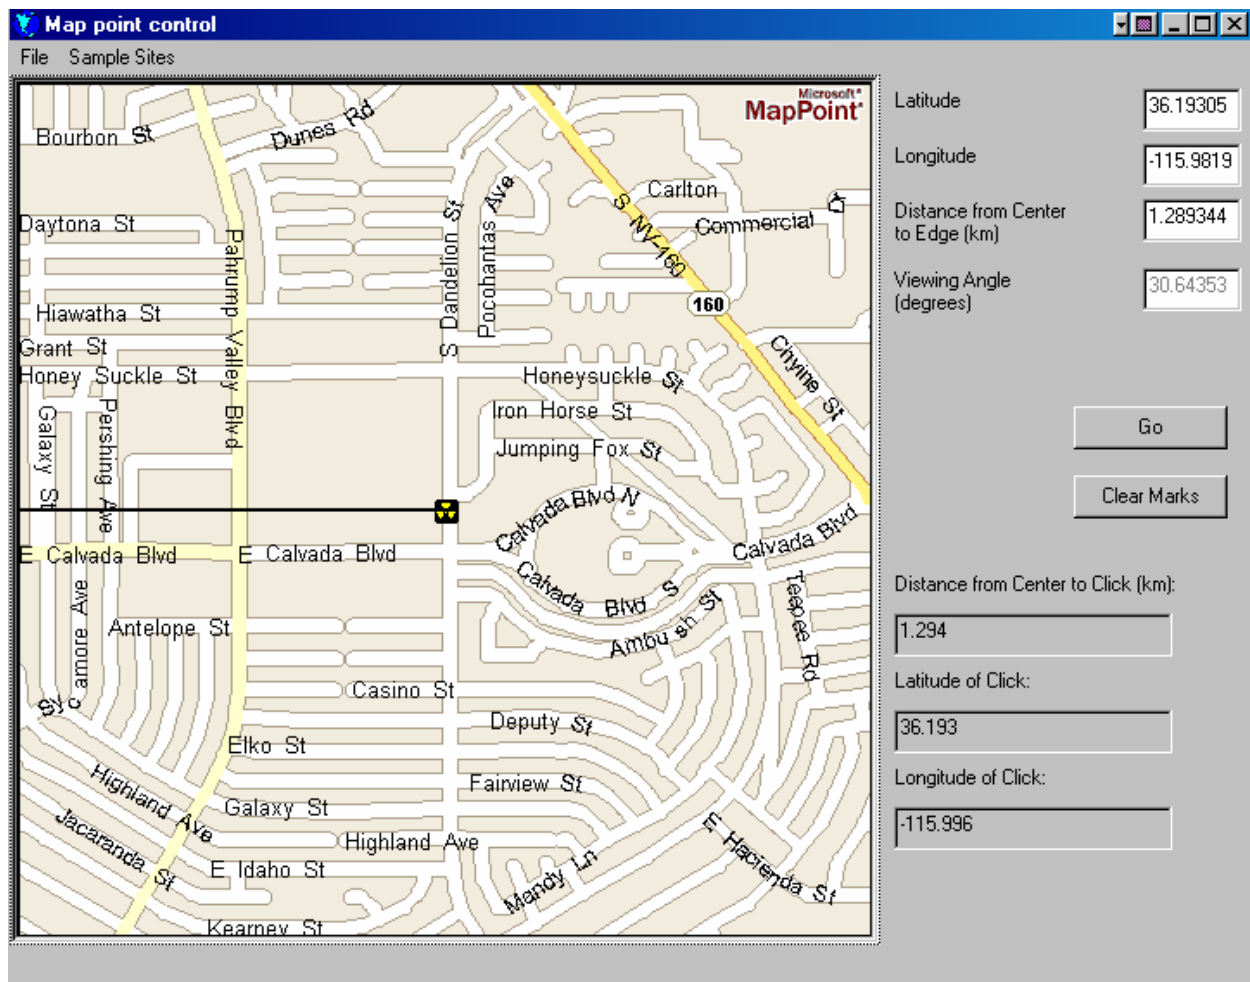 Map point control
File Sample Sites
Microsoft®
MapPoint®
Bourbon St
Dunes Rd
Carlton
Commercial Dr
Daytona St
Pahrump Valley Blvd
S Dandelion St
Pocohantas Ave
S NV-160
160
Hiawatha St
Grant St
Honey Suckle St
Honeysuckle St
Chyine St
Iron Horse St
Jumping Fox St
Galaxy St
Pershing Ave
Calvada Blvd N
E Calvada Blvd
E Calvada Blvd
Calvada Blvd
Calvada Blvd S
Ambush St
Teepee Rd
Sycamore Ave
Antelope St
Casino St
Deputy St
Elko St
Fairview St
Highland Ave
Galaxy St
Jacaranda St
Highland Ave
E Hacienda St
E Idaho St
Mandy Ln
Kearney St
Latitude
36.19305
Longitude
-115.9819
Distance from Center
to Edge (km)
1.289344
Viewing Angle
(degrees)
30.64353
Go
Clear Marks
Distance from Center to Click (km):
1.294
Latitude of Click:
36.193
Longitude of Click:
-115.996